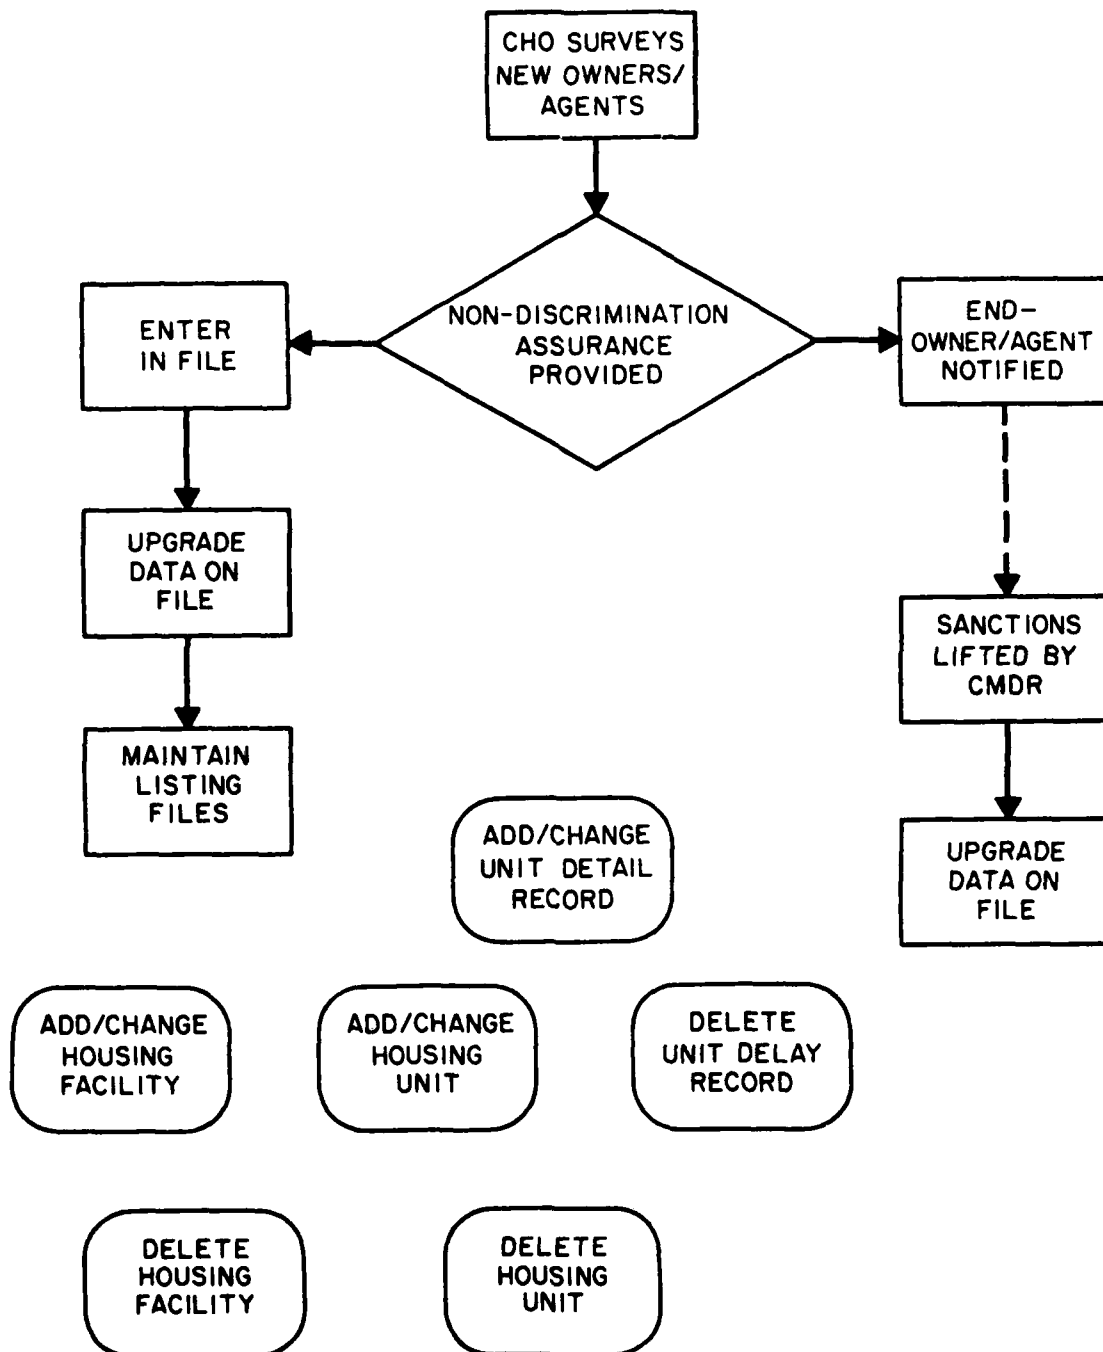 CHO SURVEYS
NEW OWNERS/
AGENTS
NON-DISCRIMINATION
ASSURANCE
PROVIDED
ENTER
IN FILE
END-
OWNER/AGENT
NOTIFIED
UPGRADE
DATA ON
FILE
SANCTIONS
LIFTED BY
CMDR
MAINTAIN
LISTING
FILES
UPGRADE
DATA ON
FILE
ADD/CHANGE
UNIT DETAIL
RECORD
ADD/CHANGE
HOUSING
FACILITY
ADD/CHANGE
HOUSING
UNIT
DELETE
UNIT DELAY
RECORD
DELETE
HOUSING
FACILITY
DELETE
HOUSING
UNIT